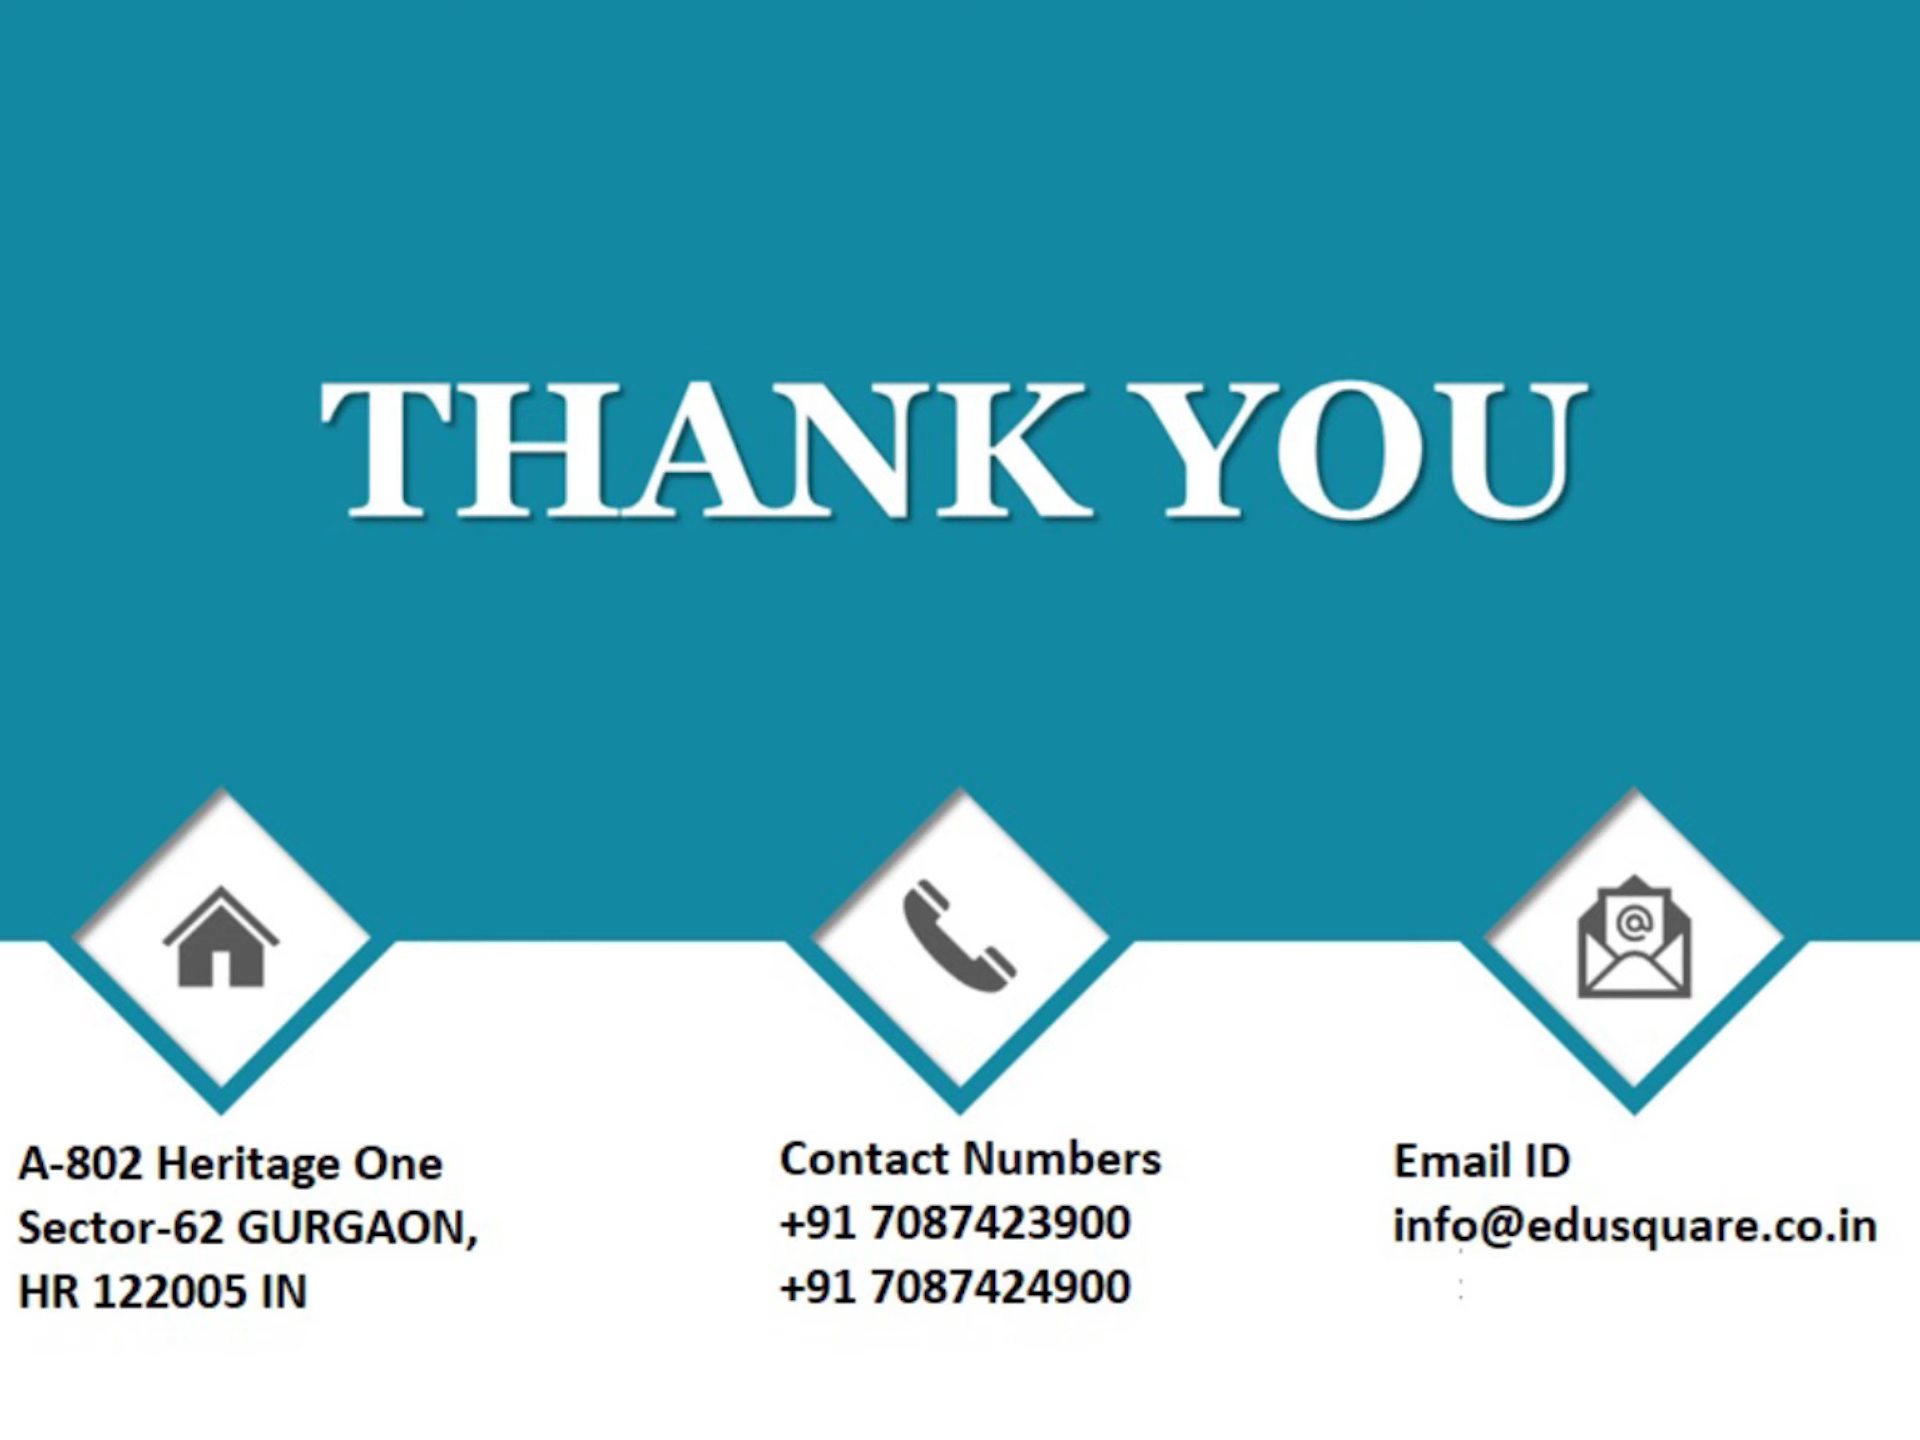 THANK YOU
A-802 Heritage One
Sector-62 GURGAON,
HR 122005 IN
Contact Numbers
+91 7087423900
+91 7087424900
Email ID
info@edusquare.co.in